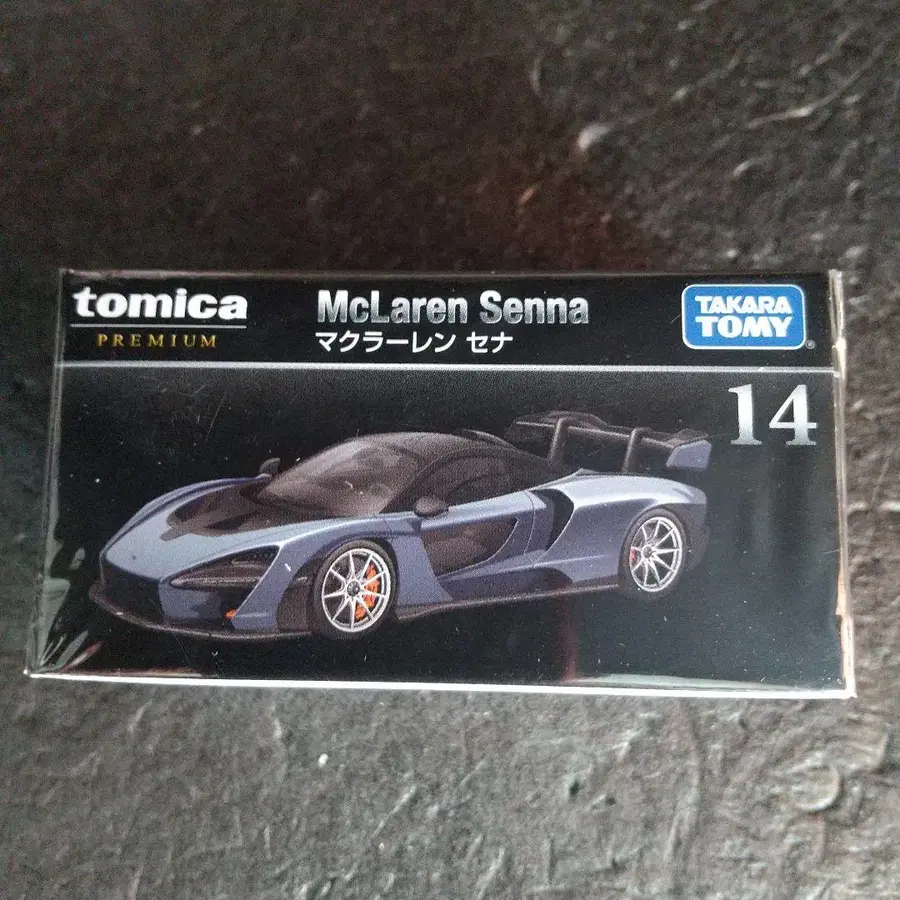 tomica
PREMIUM
McLaren Senna
マクラーレン セナ
TAKARA
TOMY
®
14